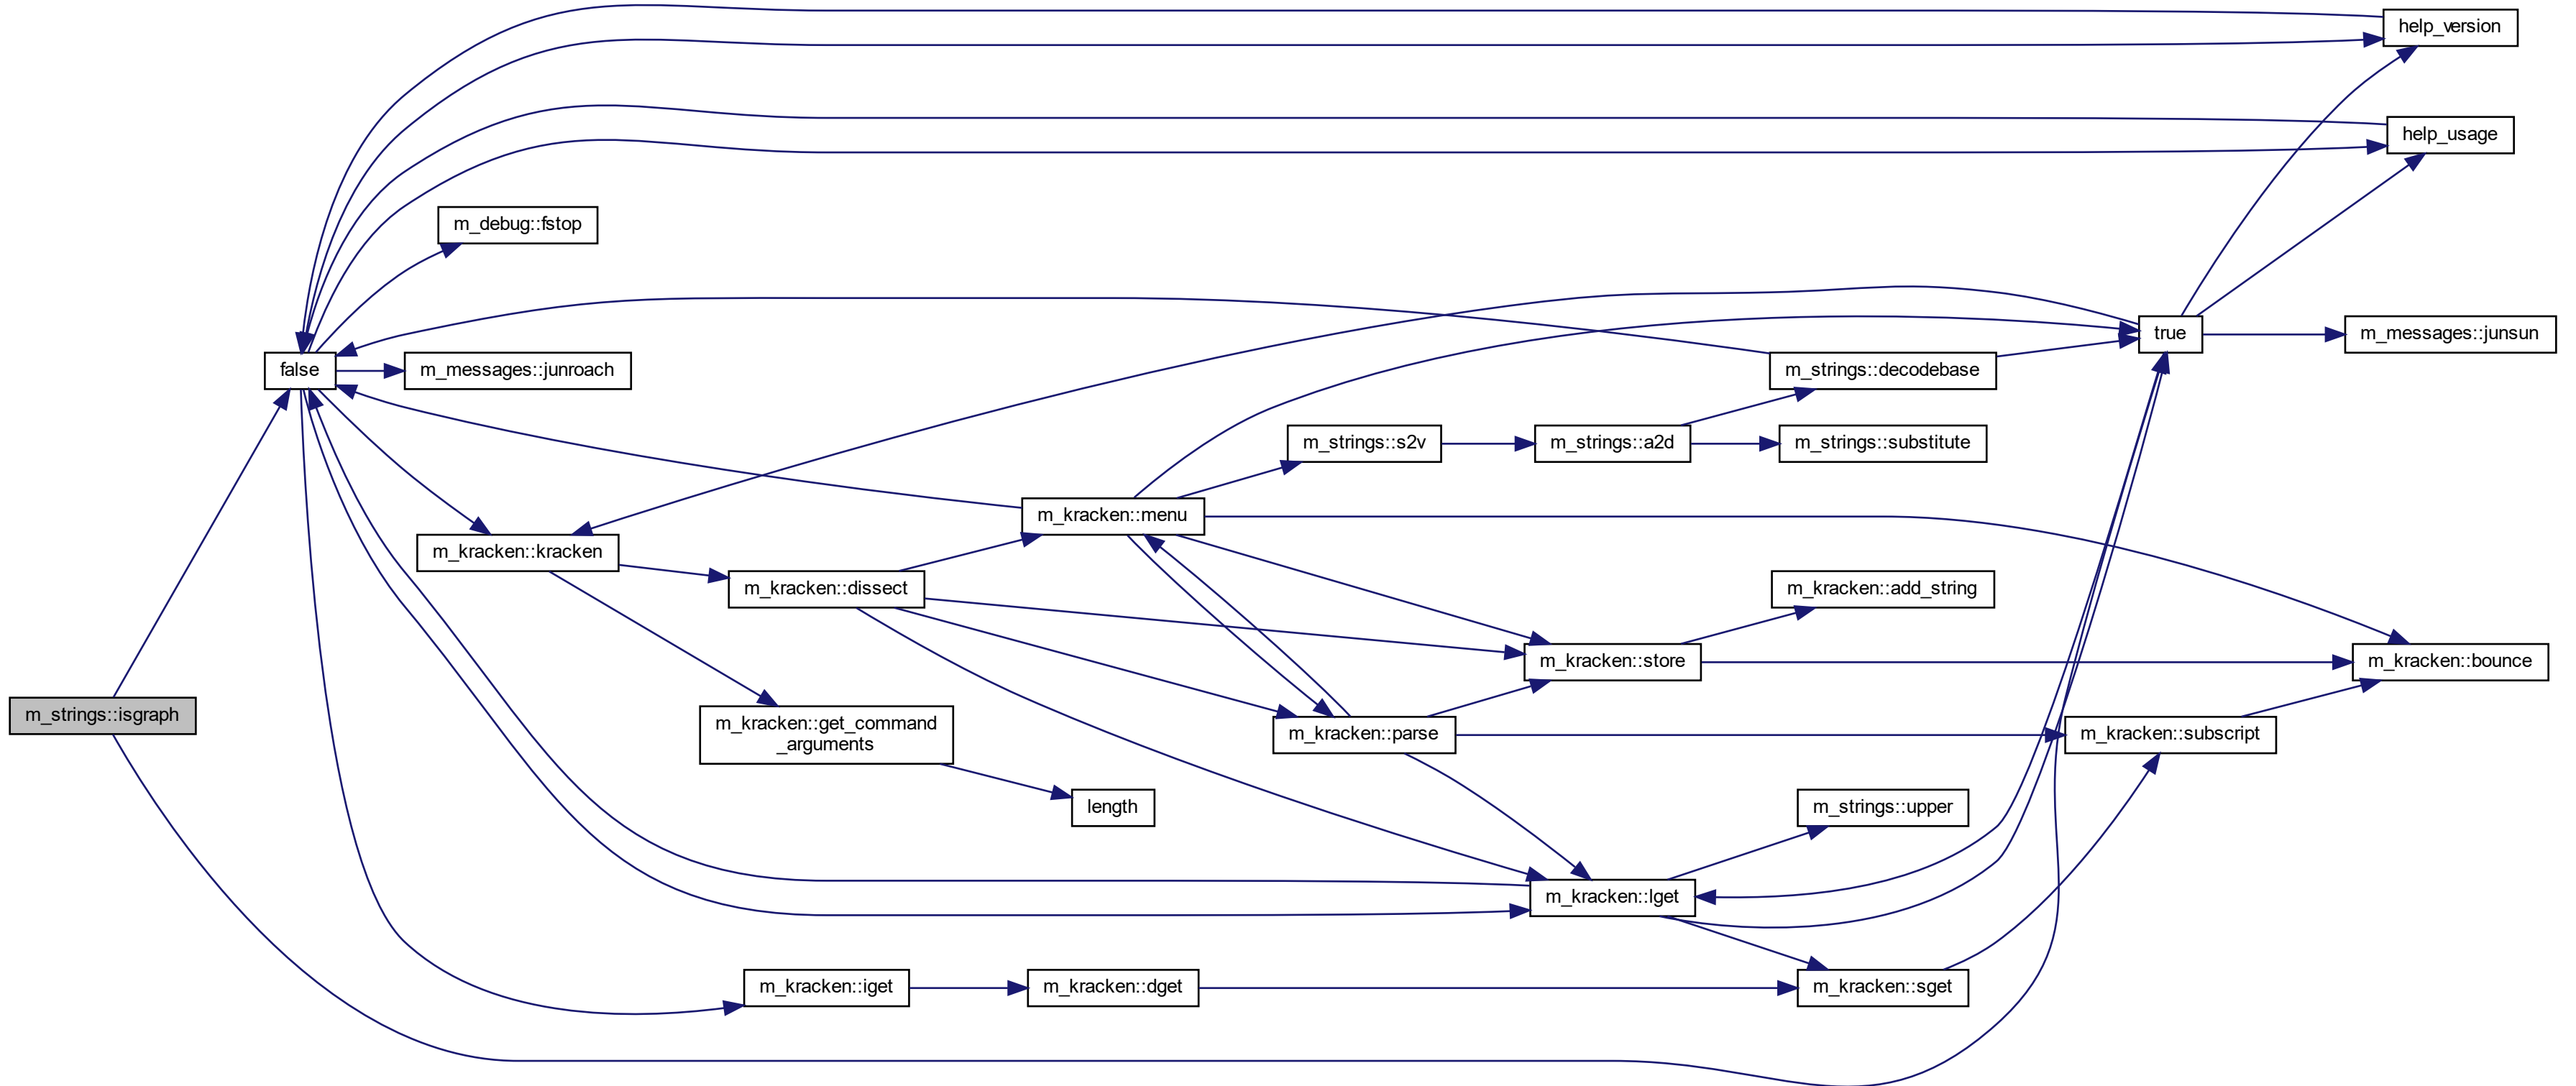 help_version
help_usage
m_debug::fstop
true
m_messages::junsun
false
m_messages::junroach
m_strings::decodebase
m_strings::s2v
m_strings::a2d
m_strings::substitute
m_kracken::menu
m_kracken::kracken
m_kracken::dissect
m_kracken::add_string
m_kracken::store
m_kracken::bounce
m_strings::isgraph
m_kracken::get_command
_arguments
m_kracken::parse
m_kracken::subscript
length
m_strings::upper
m_kracken::lget
m_kracken::iget
m_kracken::dget
m_kracken::sget